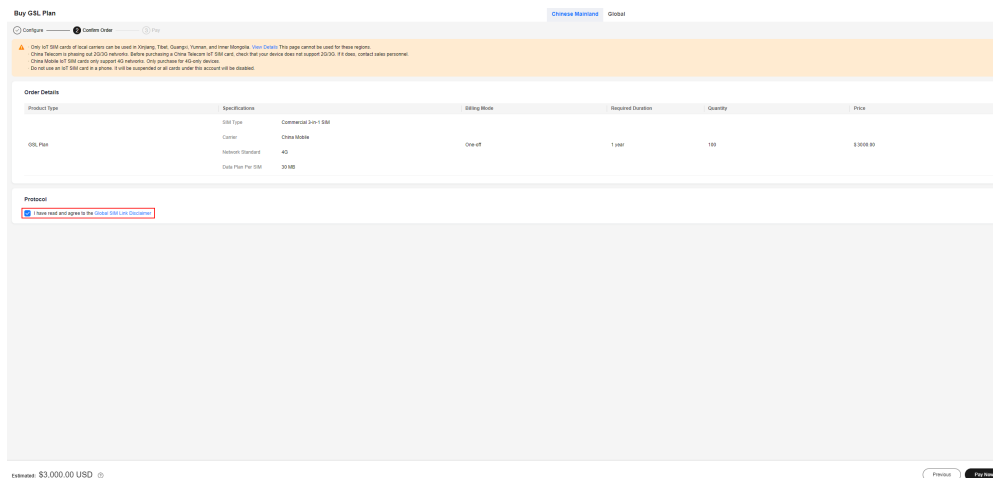 Buy GSL Plan
Chinese Mainland Global
Configure 2 Confirm Order 3 Pay
Only IoT SIM cards of local carriers can be used in Xinjiang, Tibet, Guangxi, Yunnan, and Inner Mongolia. View Details This page cannot be used for these regions.
China Telecom is phasing out 2G/3G networks. Before purchasing a China Telecom IoT SIM card, check that your device does not support 2G/3G. If it does, contact sales personnel.
China Mobile IoT SIM cards only support 4G networks. Only purchase for 4G-only devices.
Do not use an IoT SIM card in a phone. It will be suspended or all cards under this account will be disabled.
Order Details
Product Type Specifications Billing Mode Required Duration Quantity Price
SIM Type Commercial 3-in-1 SIM
Carrier China Mobile
GSL Plan One-off 1 year 100 $ 3000.00
Network Standard 4G
Data Plan Per SIM 30 MB
Protocol
I have read and agree to the Global SIM Link Disclaimer
Estimated: $3,000.00 USD
Previous Pay Now